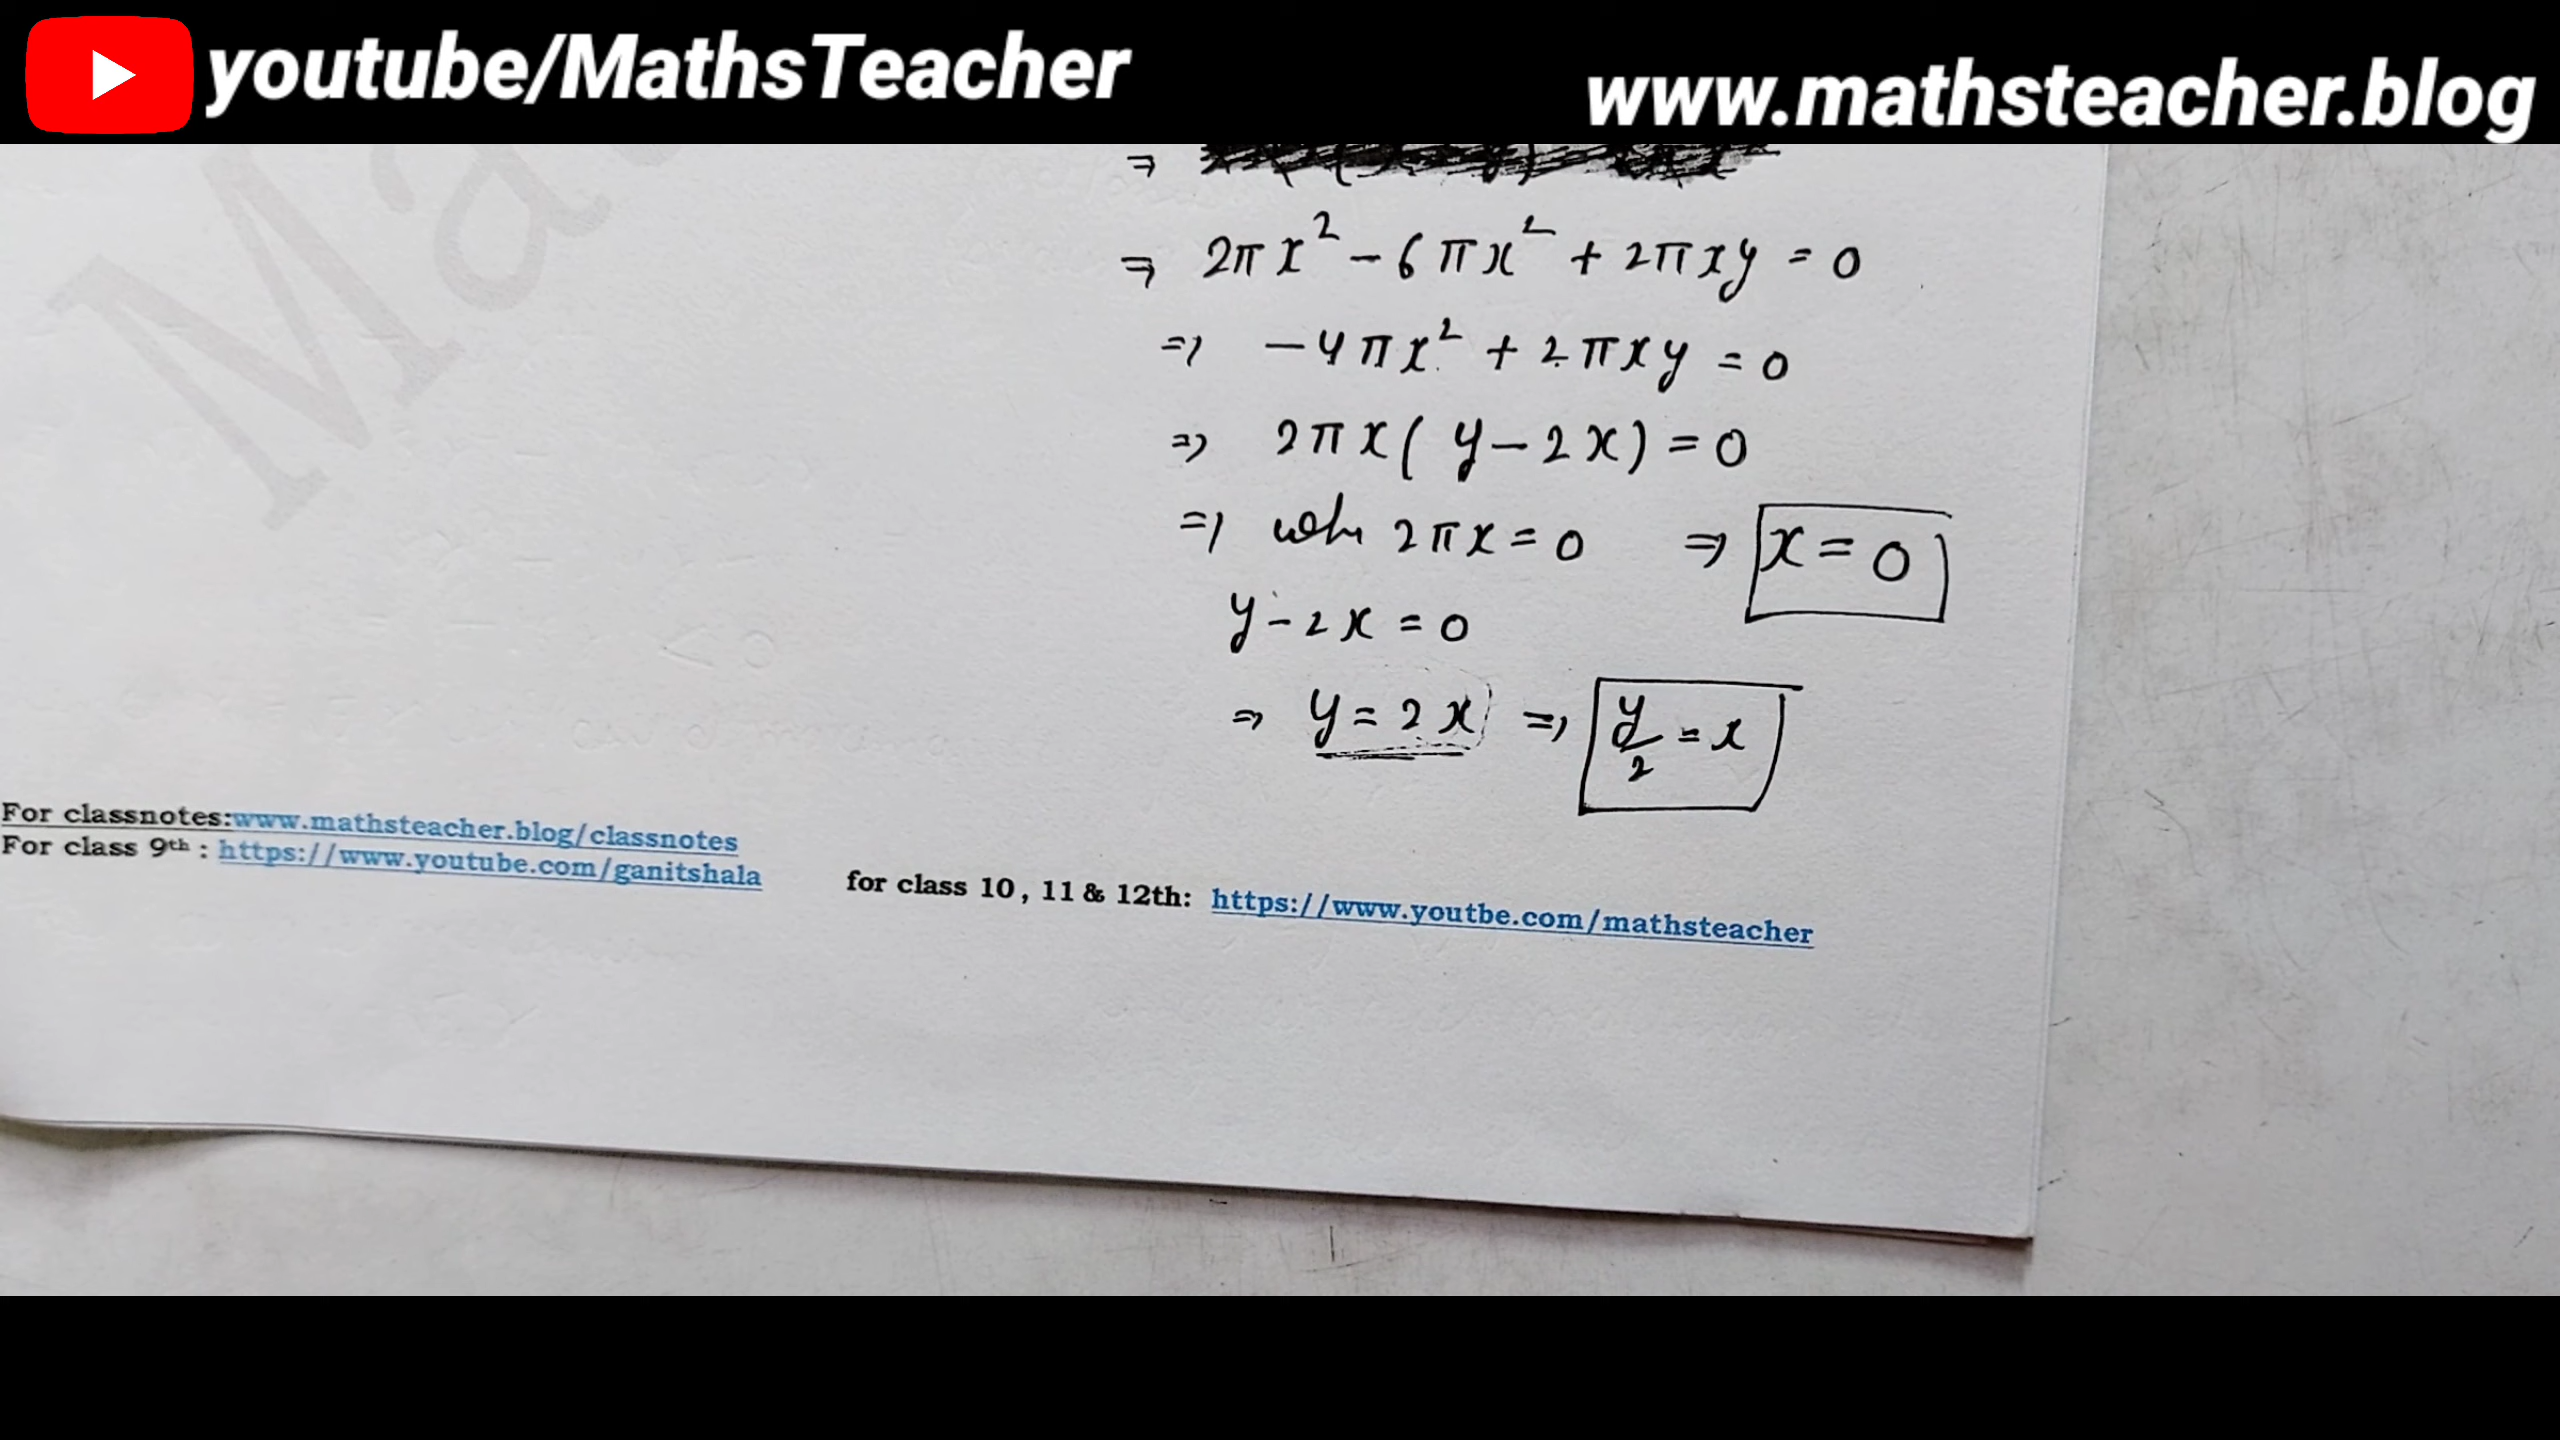 youtube/MathsTeacher
www.mathsteacher.blog
Ma
⇒
⇒ 2πx² - 6πx² + 2πxy = 0
⇒ -4πx² + 2πxy = 0
⇒ 2πx( y - 2x) = 0
⇒ 2πx = 0 ⇒ x = 0
y - 2x = 0
⇒ y = 2x ⇒ y/2 = x
For classnotes:www.mathsteacher.blog/classnotes
For class 9th : https://www.youtube.com/ganitshala
for class 10 , 11 & 12th: https://www.youtbe.com/mathsteacher